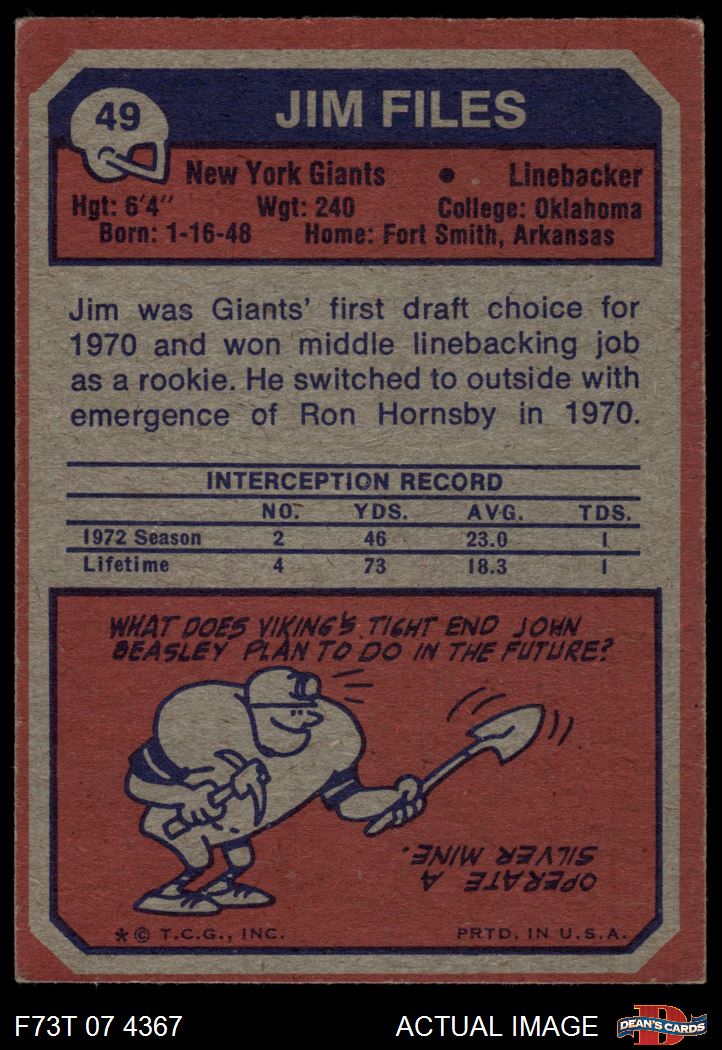 49
JIM FILES
New York Giants • Linebacker
Hgt: 6'4" Wgt: 240 College: Oklahoma
Born: 1-16-48 Home: Fort Smith, Arkansas
Jim was Giants' first draft choice for
1970 and won middle linebacking job
as a rookie. He switched to outside with
emergence of Ron Hornsby in 1970.
INTERCEPTION RECORD
NO. YDS. AVG. TDS.
1972 Season 2 46 23.0 1
Lifetime 4 73 18.3 1
WHAT DOES VIKING'S TIGHT END JOHN
BEASLEY PLAN TO DO IN THE FUTURE?
OPERATE A
SILVER MINE.
* © T.C.G., INC. PRTD. IN U.S.A.
F73T 07 4367 ACTUAL IMAGE
D
DEAN'S CARDS